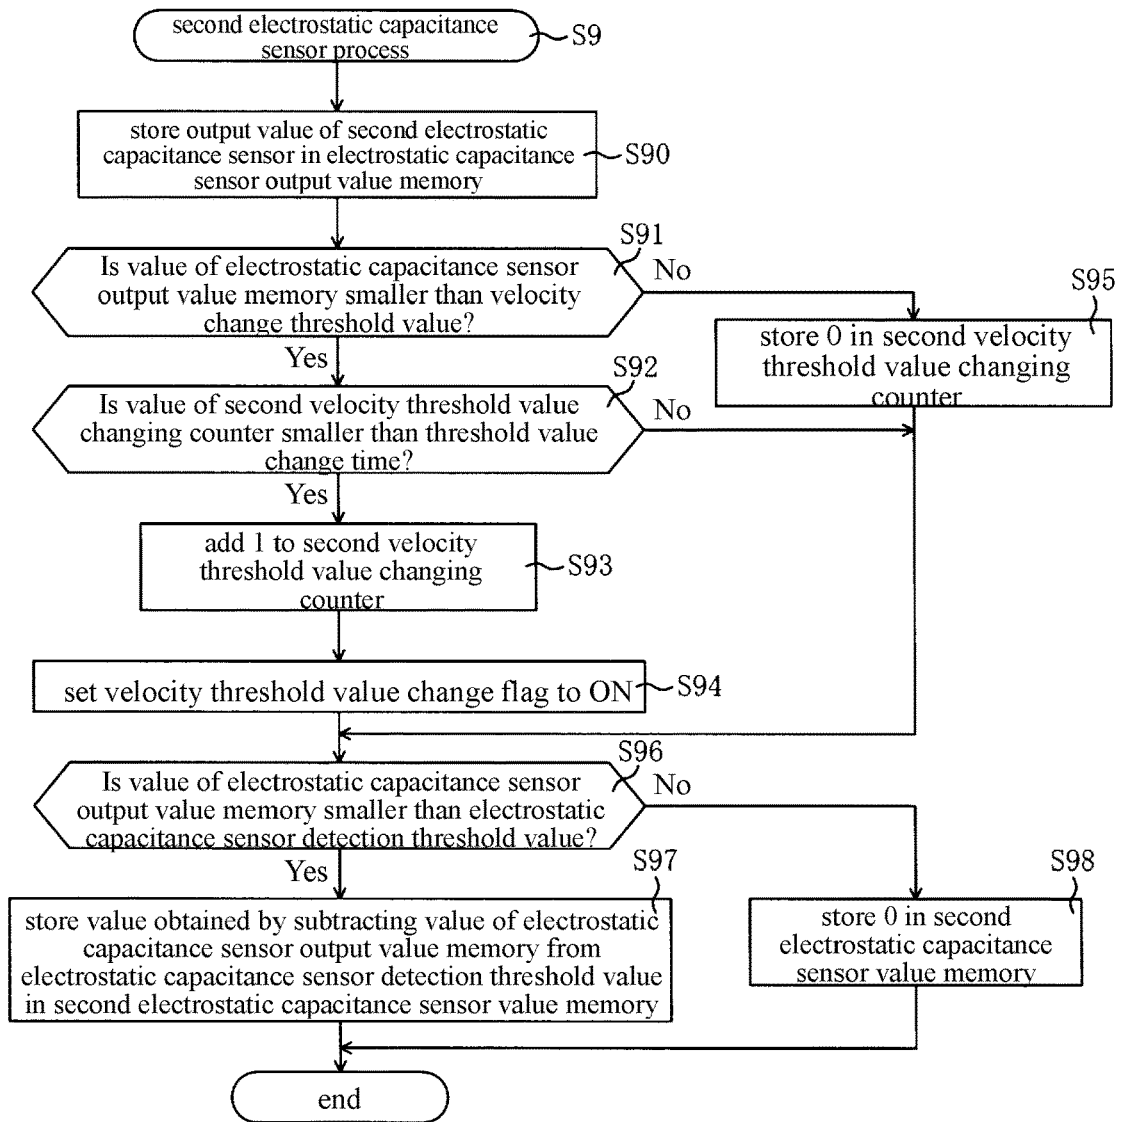 second electrostatic capacitance
sensor process
S9
store output value of second electrostatic
capacitance sensor in electrostatic capacitance
sensor output value memory
S90
S91
Is value of electrostatic capacitance sensor
output value memory smaller than velocity
change threshold value?
No
Yes
S95
store 0 in second velocity
threshold value changing
counter
S92
Is value of second velocity threshold value
changing counter smaller than threshold value
change time?
No
Yes
add 1 to second velocity
threshold value changing
counter
S93
set velocity threshold value change flag to ON
S94
S96
Is value of electrostatic capacitance sensor
output value memory smaller than electrostatic
capacitance sensor detection threshold value?
No
Yes
S97
store value obtained by subtracting value of electrostatic
capacitance sensor output value memory from
electrostatic capacitance sensor detection threshold value
in second electrostatic capacitance sensor value memory
S98
store 0 in second
electrostatic capacitance
sensor value memory
end